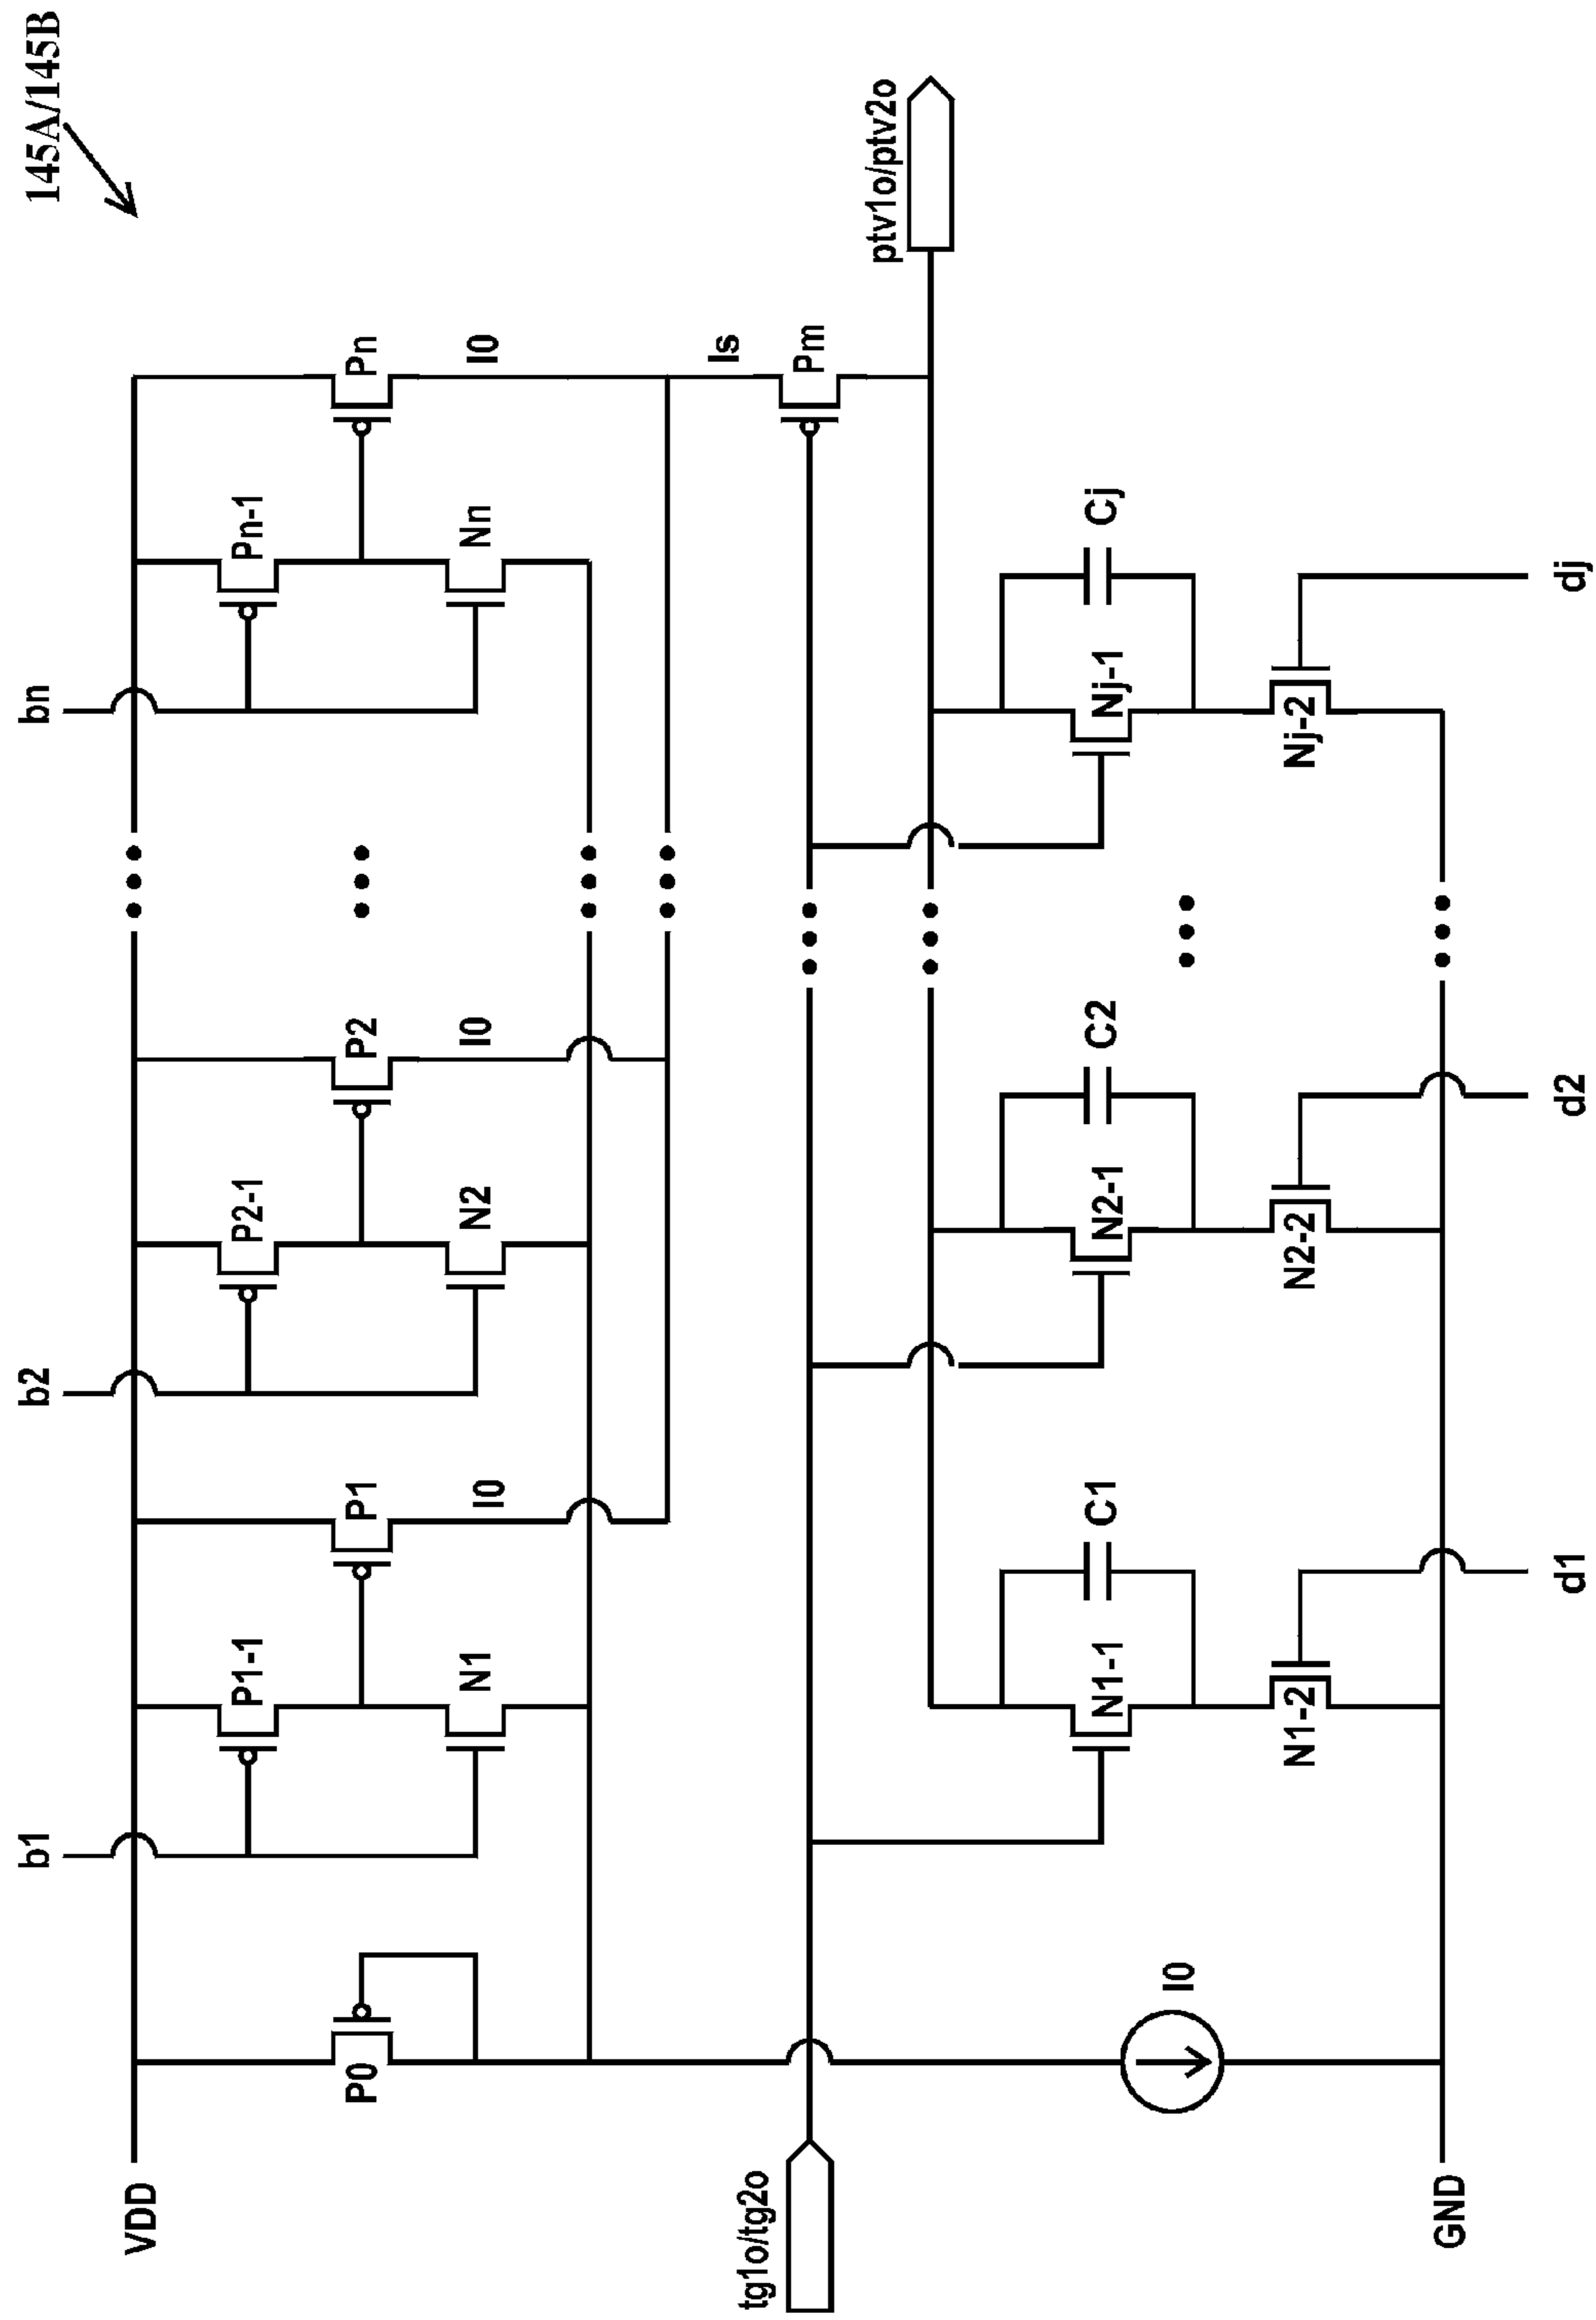 145A/145B
b1
b2
bn
VDD
P0
P1-1
P1
P2-1
P2
Pn-1
Pn
N1
I0
N2
I0
Nn
I0
Is
tg1o/tg2o
Pm
ptv1o/ptv2o
I0
N1-1
C1
N2-1
C2
Nj-1
Cj
N1-2
N2-2
Nj-2
GND
d1
d2
dj